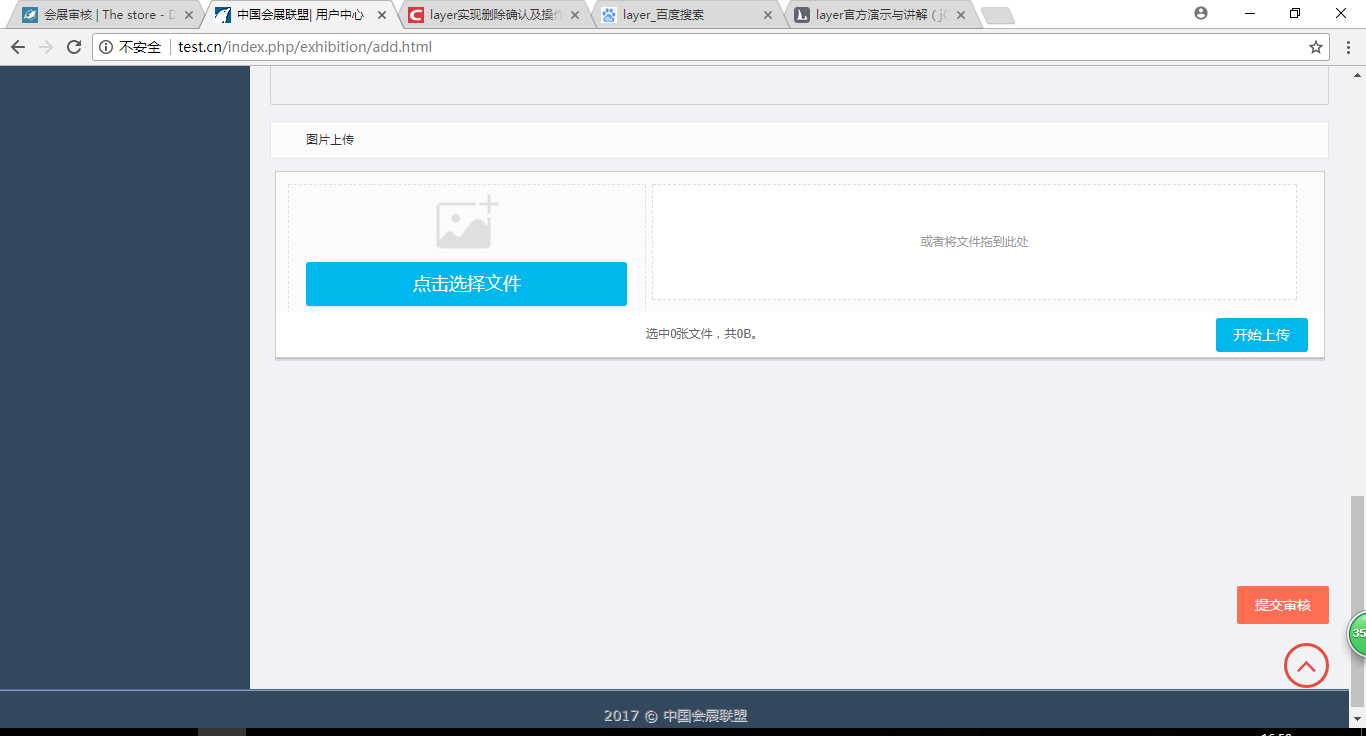 会展审核 | The store - D
中国会展联盟| 用户中心
layer实现删除确认及操作
layer_百度搜索
layer官方演示与讲解（jQ
不安全
test.cn/index.php/exhibition/add.html
图片上传
点击选择文件
或者将文件拖到此处
选中0张文件，共0B。
开始上传
提交审核
35
2017 © 中国会展联盟